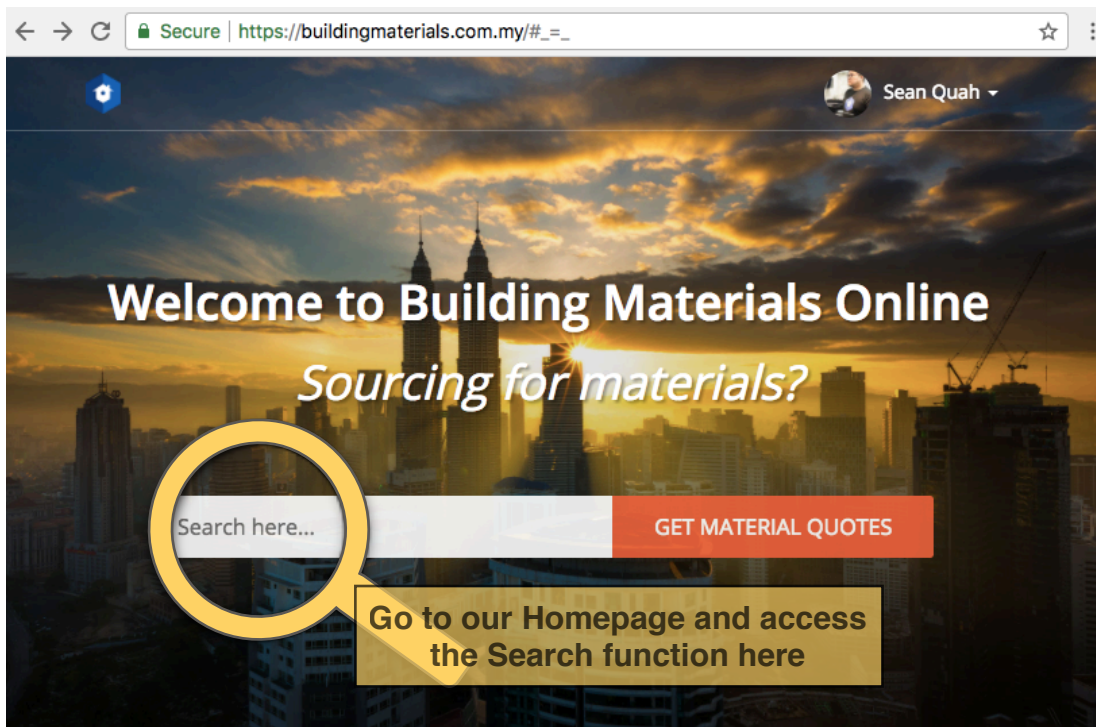 Secure | https://buildingmaterials.com.my/#_=_
Sean Quah
Welcome to Building Materials Online
Sourcing for materials?
Search here...
GET MATERIAL QUOTES
Go to our Homepage and access
the Search function here